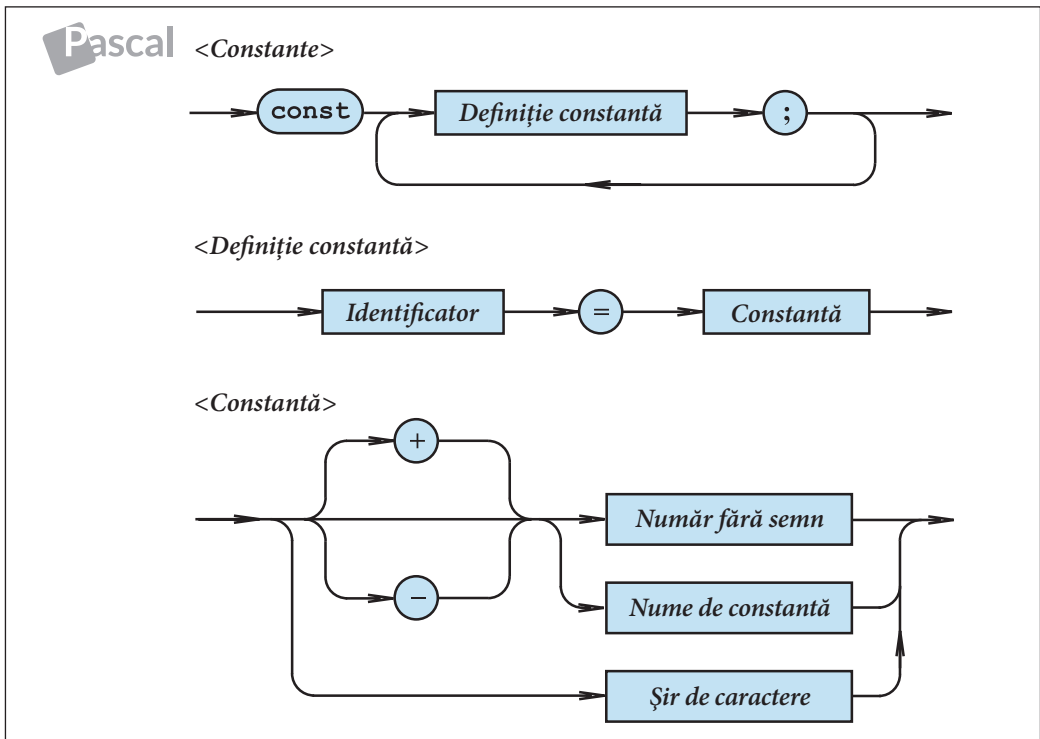 Pascal
<Constante>
const Definiție constantă ;
<Definiție constantă>
Identificator = Constantă
<Constantă>
+
Număr fără semn
−
Nume de constantă
Șir de caractere